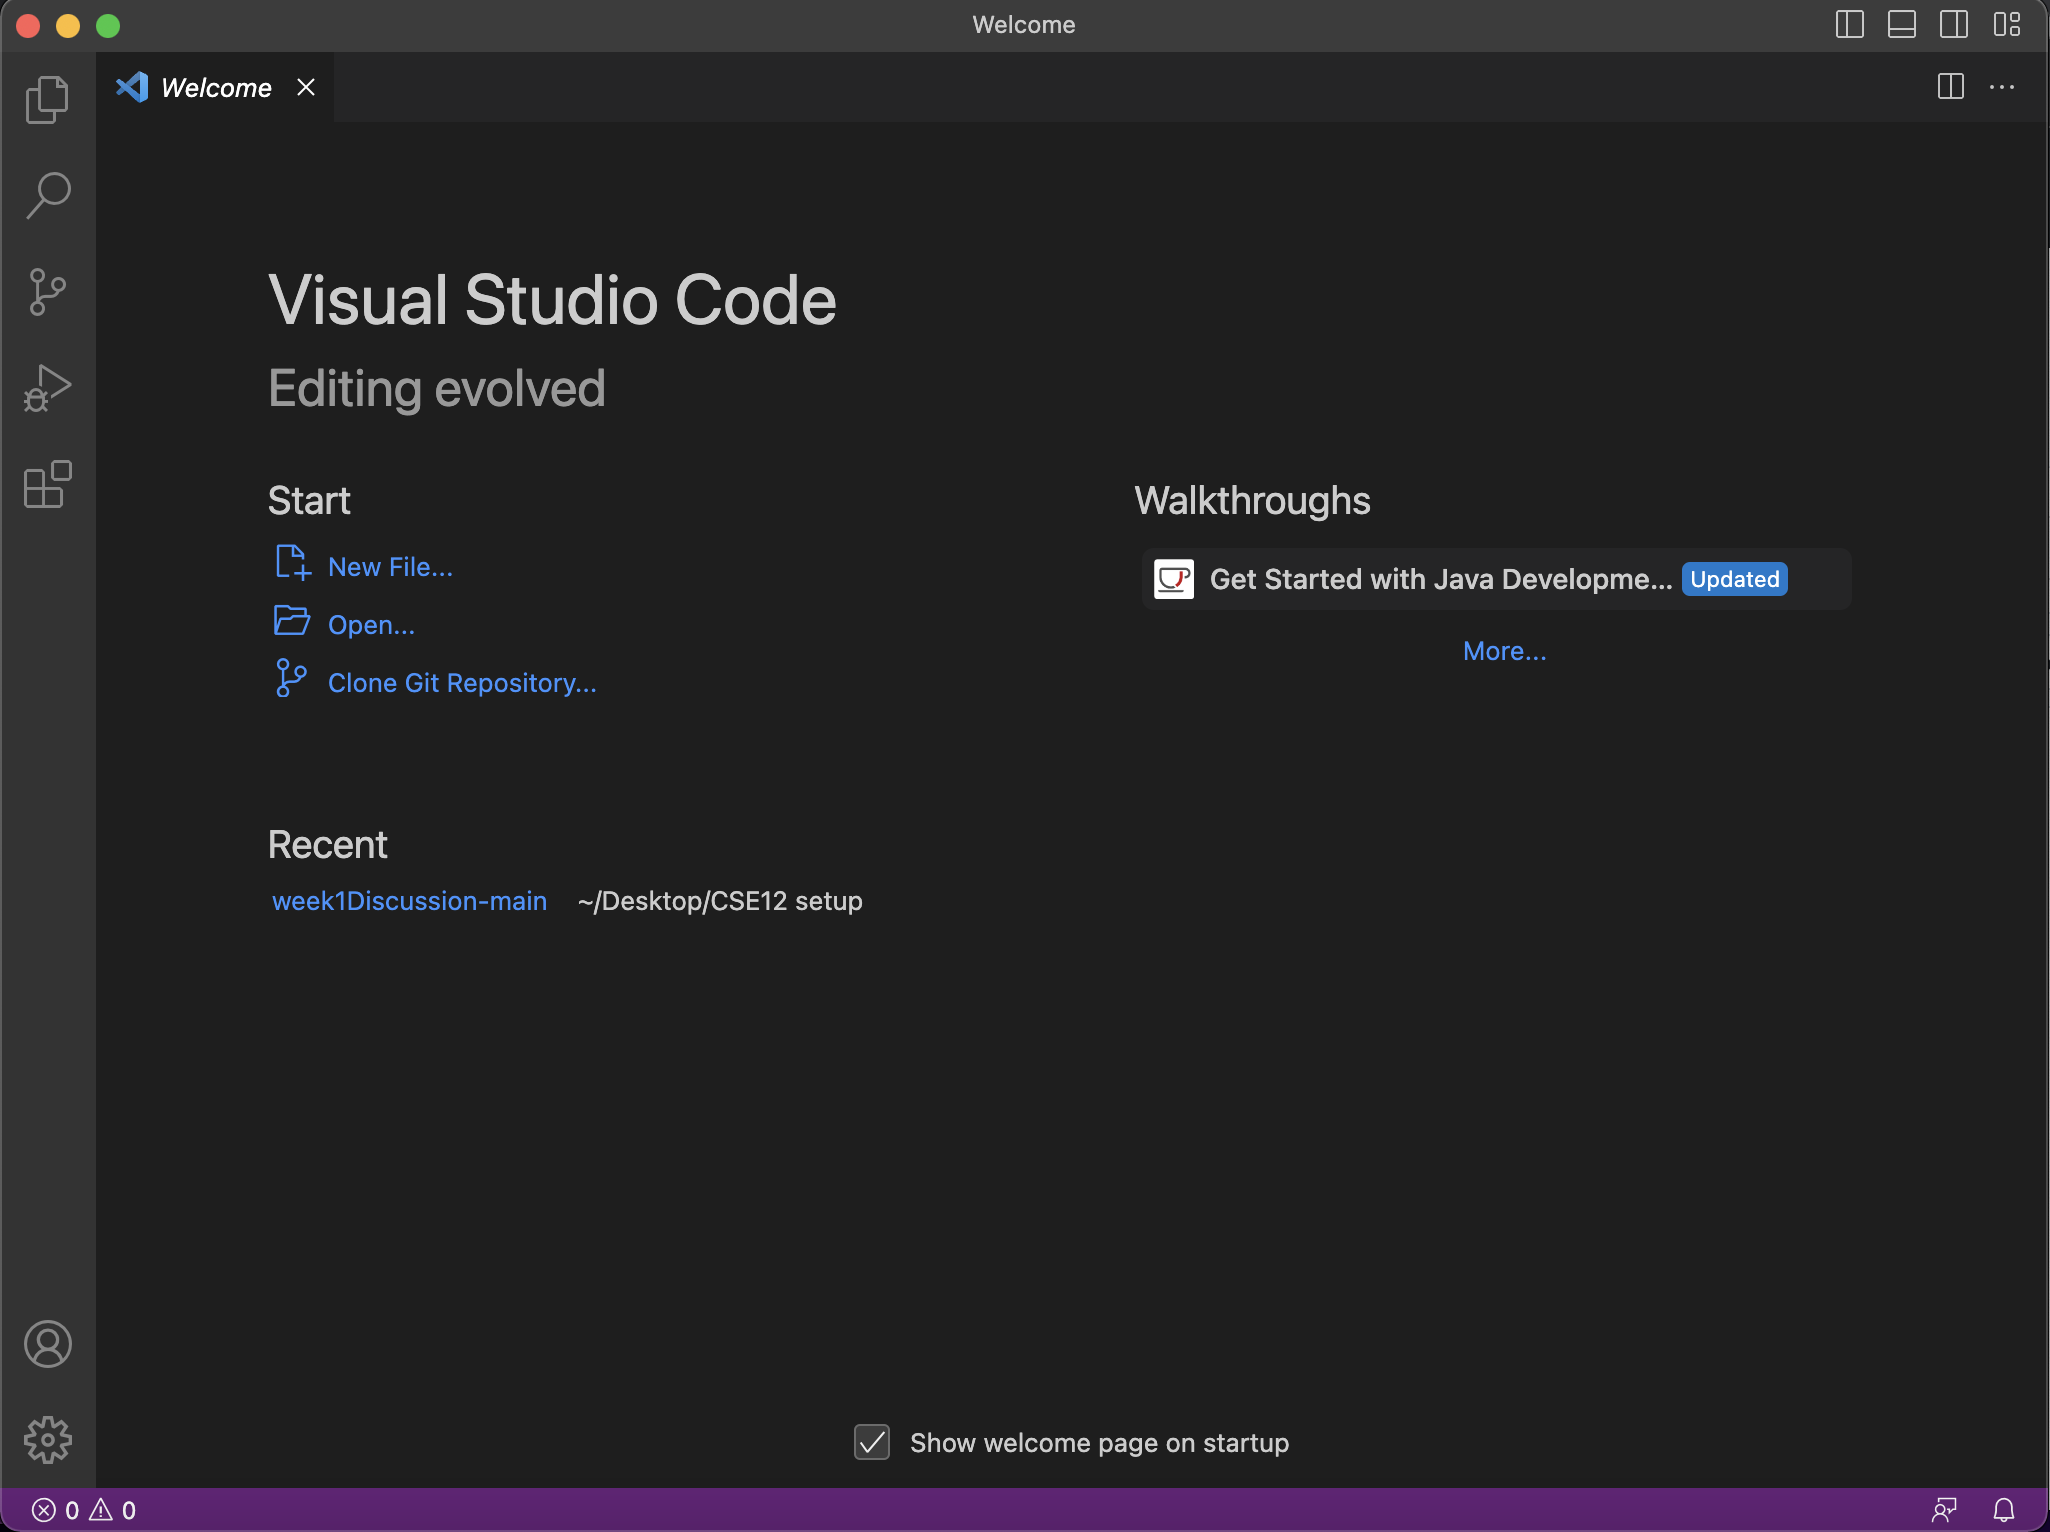 Welcome
Welcome
Visual Studio Code
Editing evolved
Start
New File...
Open...
Clone Git Repository...
Walkthroughs
Get Started with Java Developme... Updated
More...
Recent
week1Discussion-main ~/Desktop/CSE12 setup
Show welcome page on startup
0 0